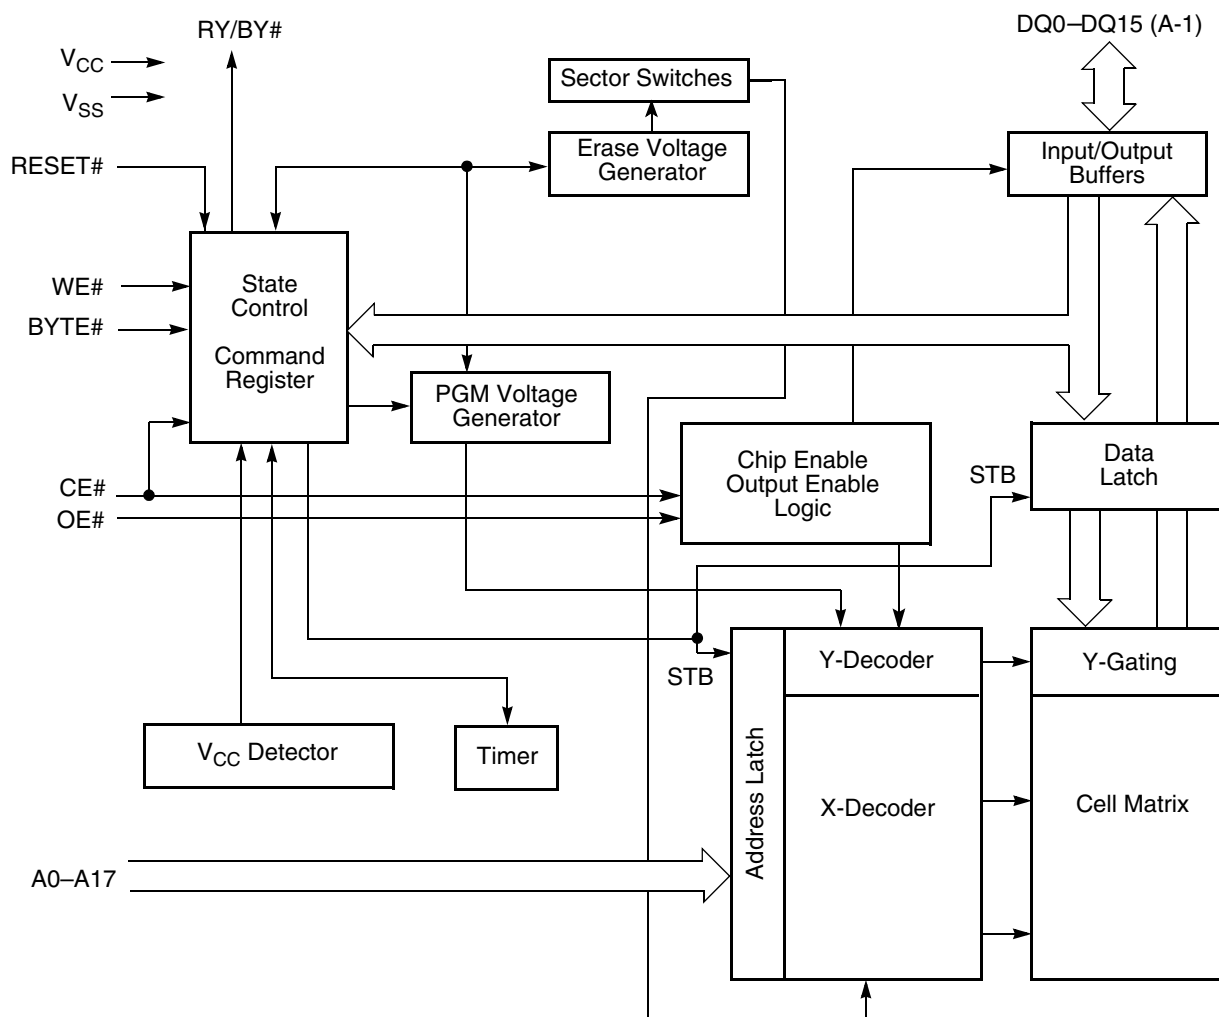 RY/BY#
DQ0–DQ15 (A-1)
VCC
VSS
Sector Switches
RESET#
Erase Voltage
Generator
Input/Output
Buffers
WE#
BYTE#
State
Control
Command
Register
PGM Voltage
Generator
CE#
OE#
Chip Enable
Output Enable
Logic
STB
Data
Latch
STB
Y-Decoder
Y-Gating
VCC Detector
Timer
Address Latch
X-Decoder
Cell Matrix
A0–A17